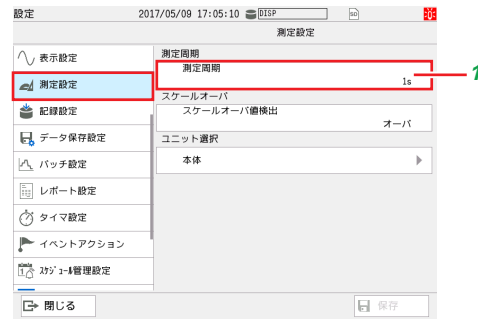 設定 2017/05/09 17:05:10 DISP SD
測定設定
表示設定
測定設定
記録設定
データ保存設定
バッチ設定
レポート設定
タイマ設定
イベントアクション
ｽｹｼﾞｭｰﾙ管理設定
測定周期
測定周期
1s
1
スケールオーバ
スケールオーバ値検出
オーバ
ユニット選択
本体
閉じる
保存